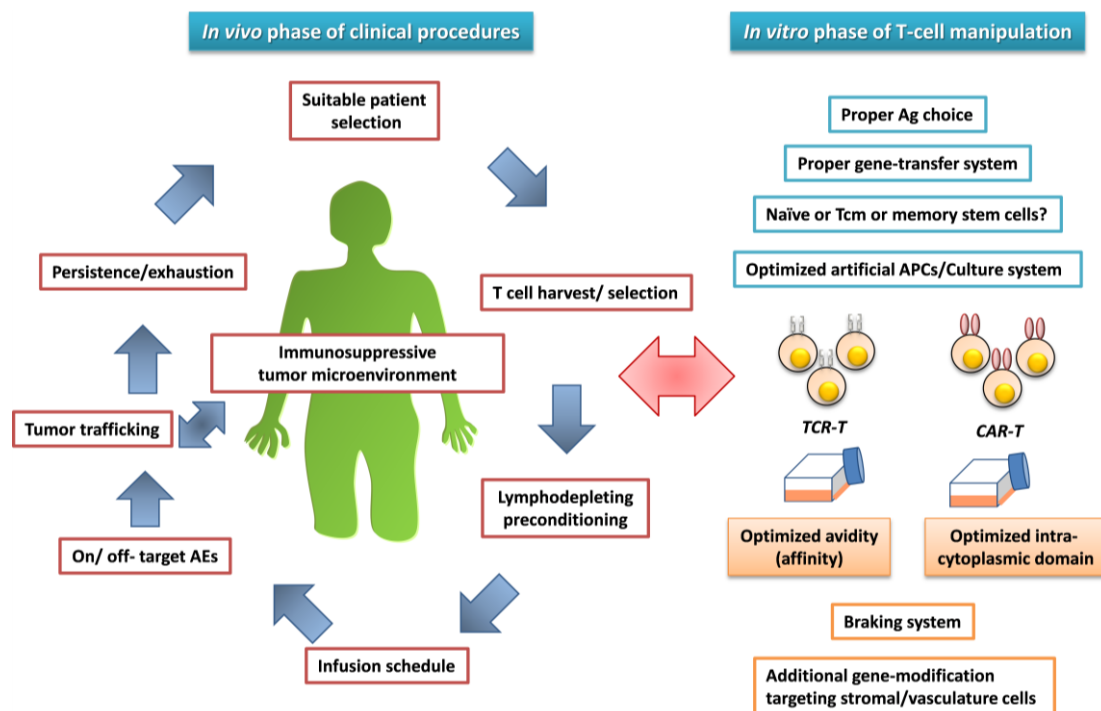 In vivo phase of clinical procedures
Suitable patient
selection
T cell harvest/ selection
Lymphodepleting
preconditioning
Infusion schedule
On/ off- target AEs
Tumor trafficking
Persistence/exhaustion
Immunosuppressive
tumor microenvironment
In vitro phase of T-cell manipulation
Proper Ag choice
Proper gene-transfer system
Naïve or Tcm or memory stem cells?
Optimized artificial APCs/Culture system
TCR-T
CAR-T
Optimized avidity
(affinity)
Optimized intra-
cytoplasmic domain
Braking system
Additional gene-modification
targeting stromal/vasculature cells